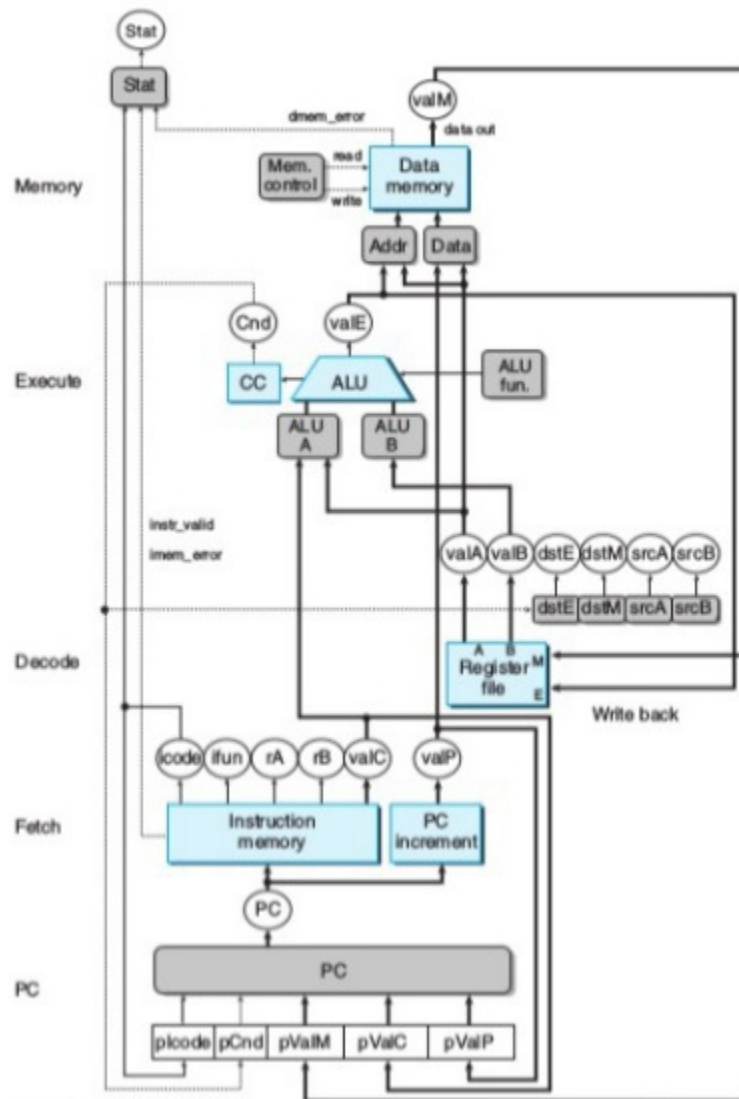 Stat
Stat
dmem_error
valM
data out
Memory
Mem.
control
read
write
Data
memory
Addr
Data
Cnd
valE
Execute
CC
ALU
ALU
fun.
ALU
A
ALU
B
instr_valid
imem_error
valA
valB
dstE
dstM
srcA
srcB
dstE
dstM
srcA
srcB
Decode
A
B
M
Register
file
E
Write back
icode
ifun
rA
rB
valC
valP
Fetch
Instruction
memory
PC
increment
PC
PC
PC
pIcode
pCnd
pValM
pValC
pValP